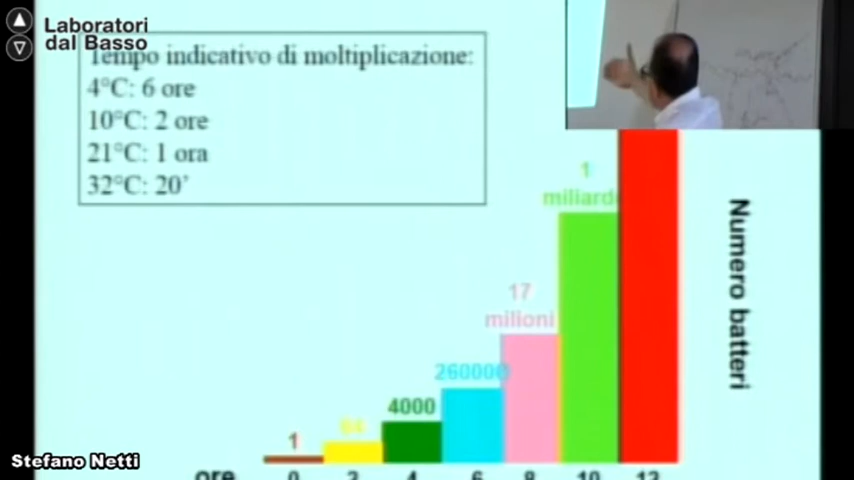 Laboratori
dal Basso
Tempo indicativo di moltiplicazione:
4°C: 6 ore
10°C: 2 ore
21°C: 1 ora
32°C: 20'
1
miliardo
17
milioni
260000
4000
64
1
Numero batteri
ore 0 2 4 6 8 10 12
Stefano Netti